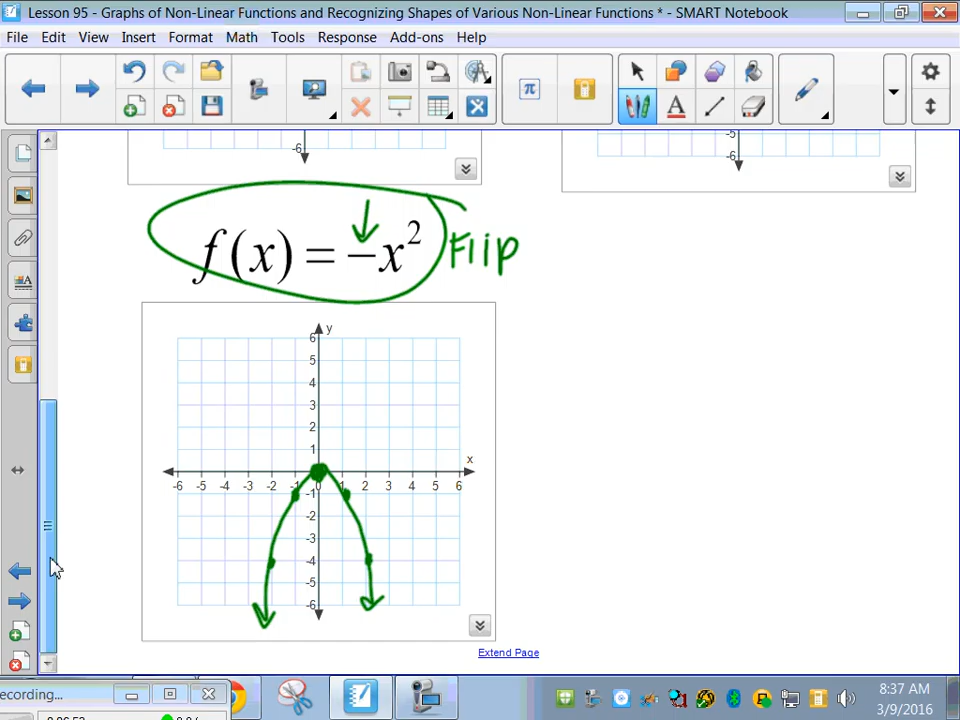 Lesson 95 - Graphs of Non-Linear Functions and Recognizing Shapes of Various Non-Linear Functions * - SMART Notebook
File Edit View Insert Format Math Tools Response Add-ons Help
π
A
-6
-5
-6
f(x) = -x² Flip
y
6
5
4
3
2
1
x
-6 -5 -4 -3 -2 -1 0 1 2 3 4 5 6
-1
-2
-3
-4
-5
-6
Extend Page
ecording...
8:37 AM
3/9/2016